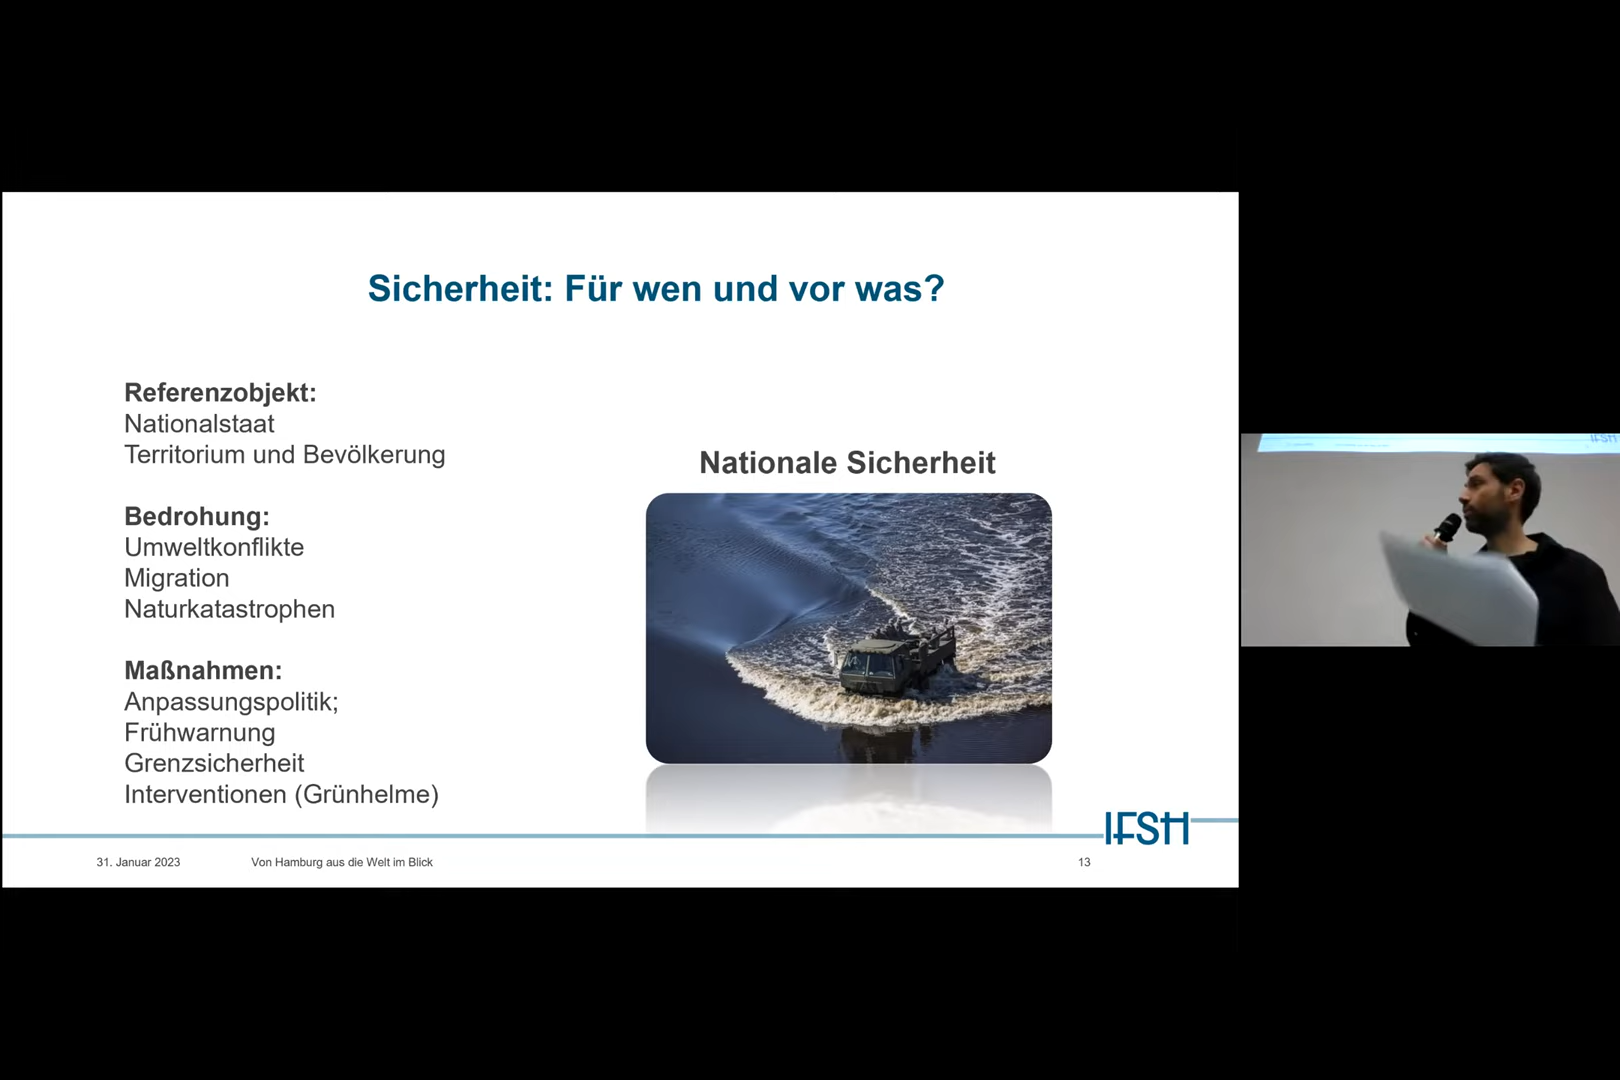 Sicherheit: Für wen und vor was?
Referenzobjekt:
Nationalstaat
Territorium und Bevölkerung
Bedrohung:
Umweltkonflikte
Migration
Naturkatastrophen
Maßnahmen:
Anpassungspolitik;
Frühwarnung
Grenzsicherheit
Interventionen (Grünhelme)
Nationale Sicherheit
IFSH
31. Januar 2023
Von Hamburg aus die Welt im Blick
13
IFSH